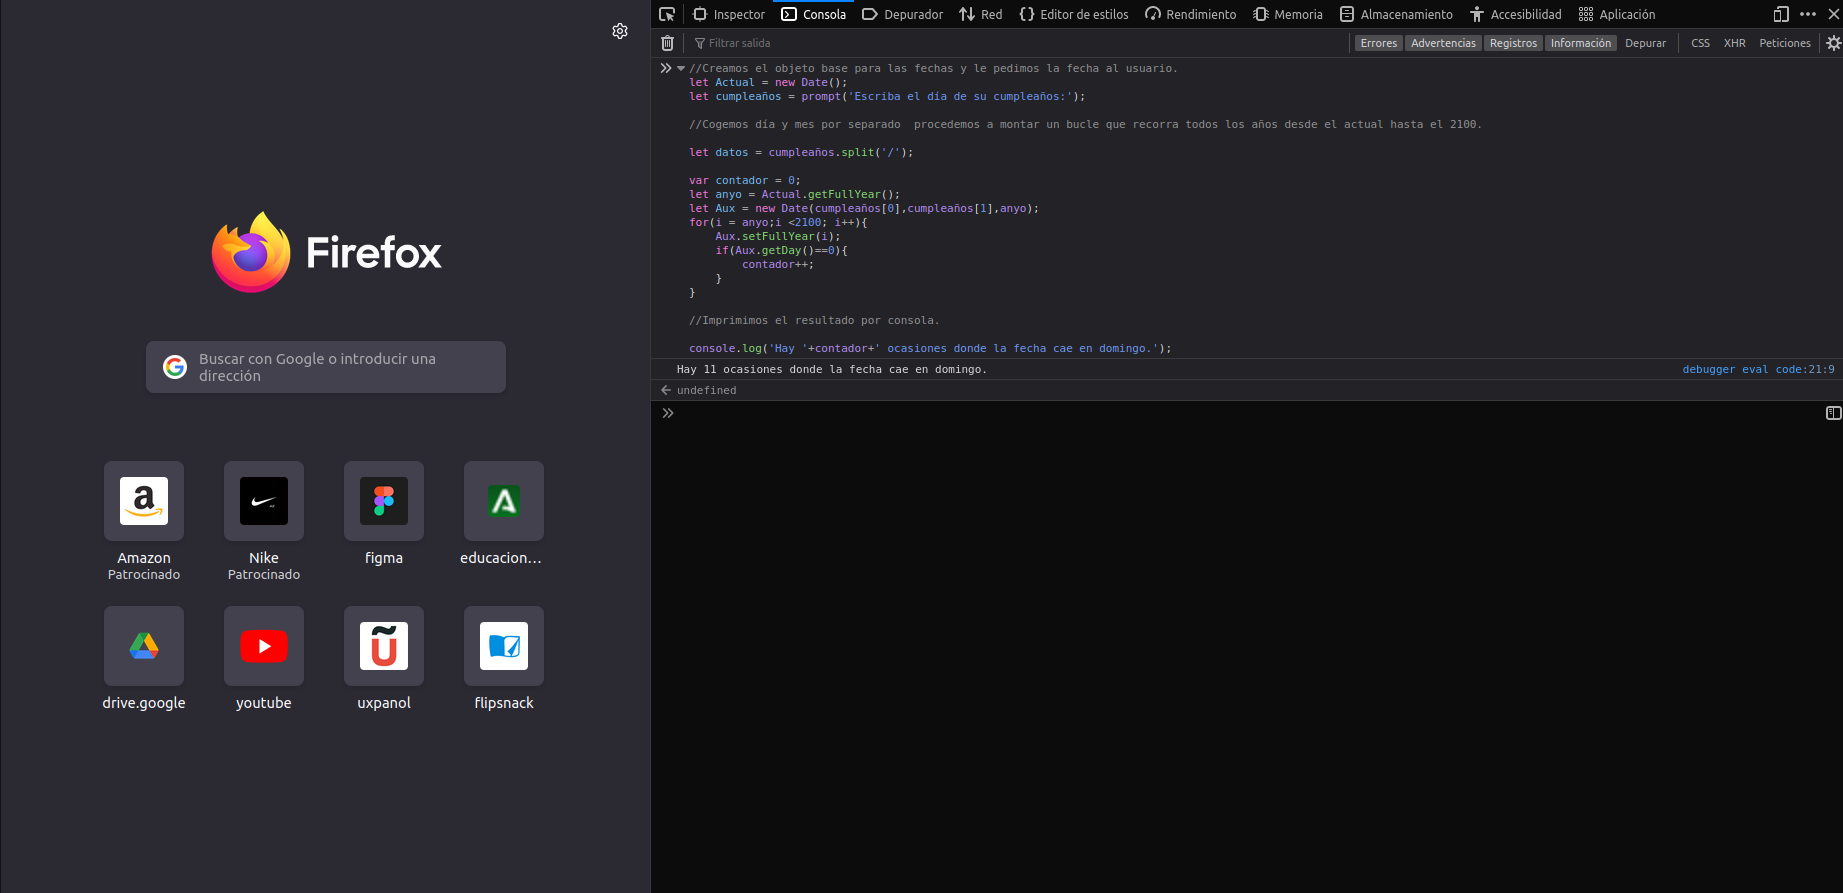 Firefox
Buscar con Google o introducir una
dirección
Amazon
Patrocinado
Nike
Patrocinado
figma
educacion…
drive.google
youtube
uxpanol
flipsnack
Inspector Consola Depurador Red Editor de estilos Rendimiento Memoria Almacenamiento Accesibilidad Aplicación
Filtrar salida Errores Advertencias Registros Información Depurar CSS XHR Peticiones
//Creamos el objeto base para las fechas y le pedimos la fecha al usuario.
let Actual = new Date();
let cumpleaños = prompt('Escriba el día de su cumpleaños:');
//Cogemos día y mes por separado  procedemos a montar un bucle que recorra todos los años desde el actual hasta el 2100.
let datos = cumpleaños.split('/');
var contador = 0;
let anyo = Actual.getFullYear();
let Aux = new Date(cumpleaños[0],cumpleaños[1],anyo);
for(i = anyo;i <2100; i++){
    Aux.setFullYear(i);
    if(Aux.getDay()==0){
        contador++;
    }
}
//Imprimimos el resultado por consola.
console.log('Hay '+contador+' ocasiones donde la fecha cae en domingo.');
Hay 11 ocasiones donde la fecha cae en domingo. debugger eval code:21:9
undefined